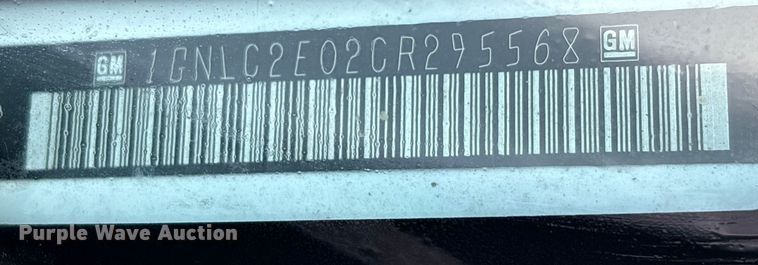 GM 1GNLC2E02CR295568 GM
Purple Wave Auction